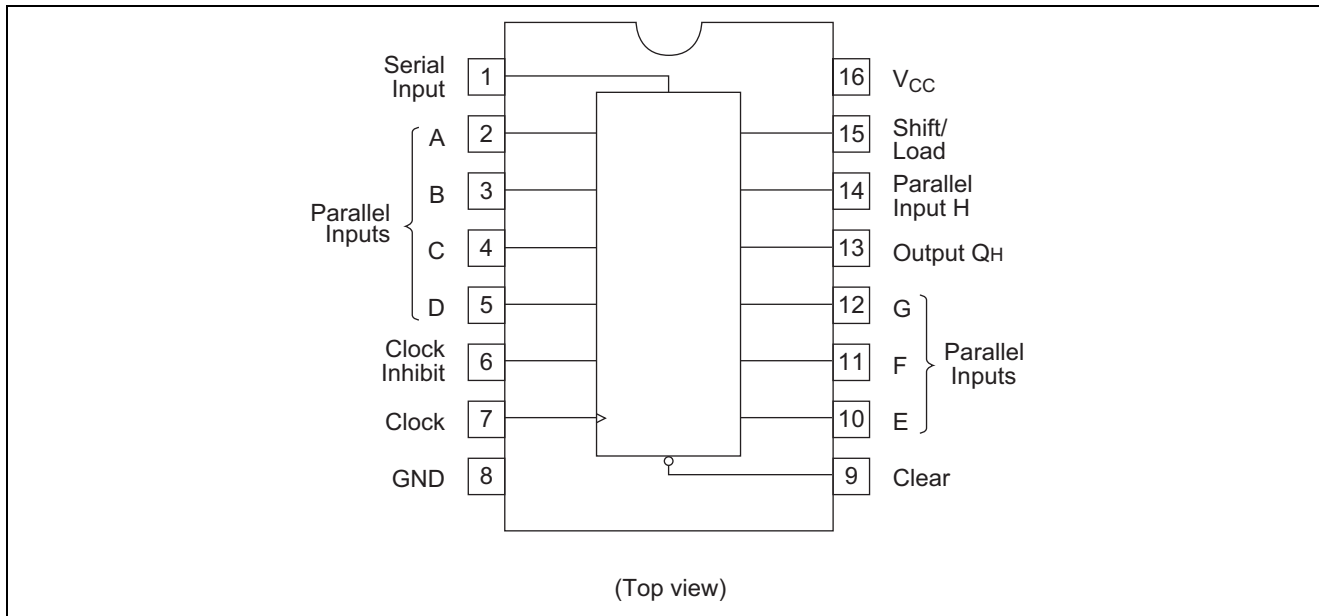 Serial
Input
1
16
VCC
A
2
15
Shift/
Load
B
3
14
Parallel
Input H
Parallel
Inputs
C
4
13
Output QH
D
5
12
G
Clock
Inhibit
6
11
F
Parallel
Inputs
Clock
7
10
E
GND
8
9
Clear
(Top view)